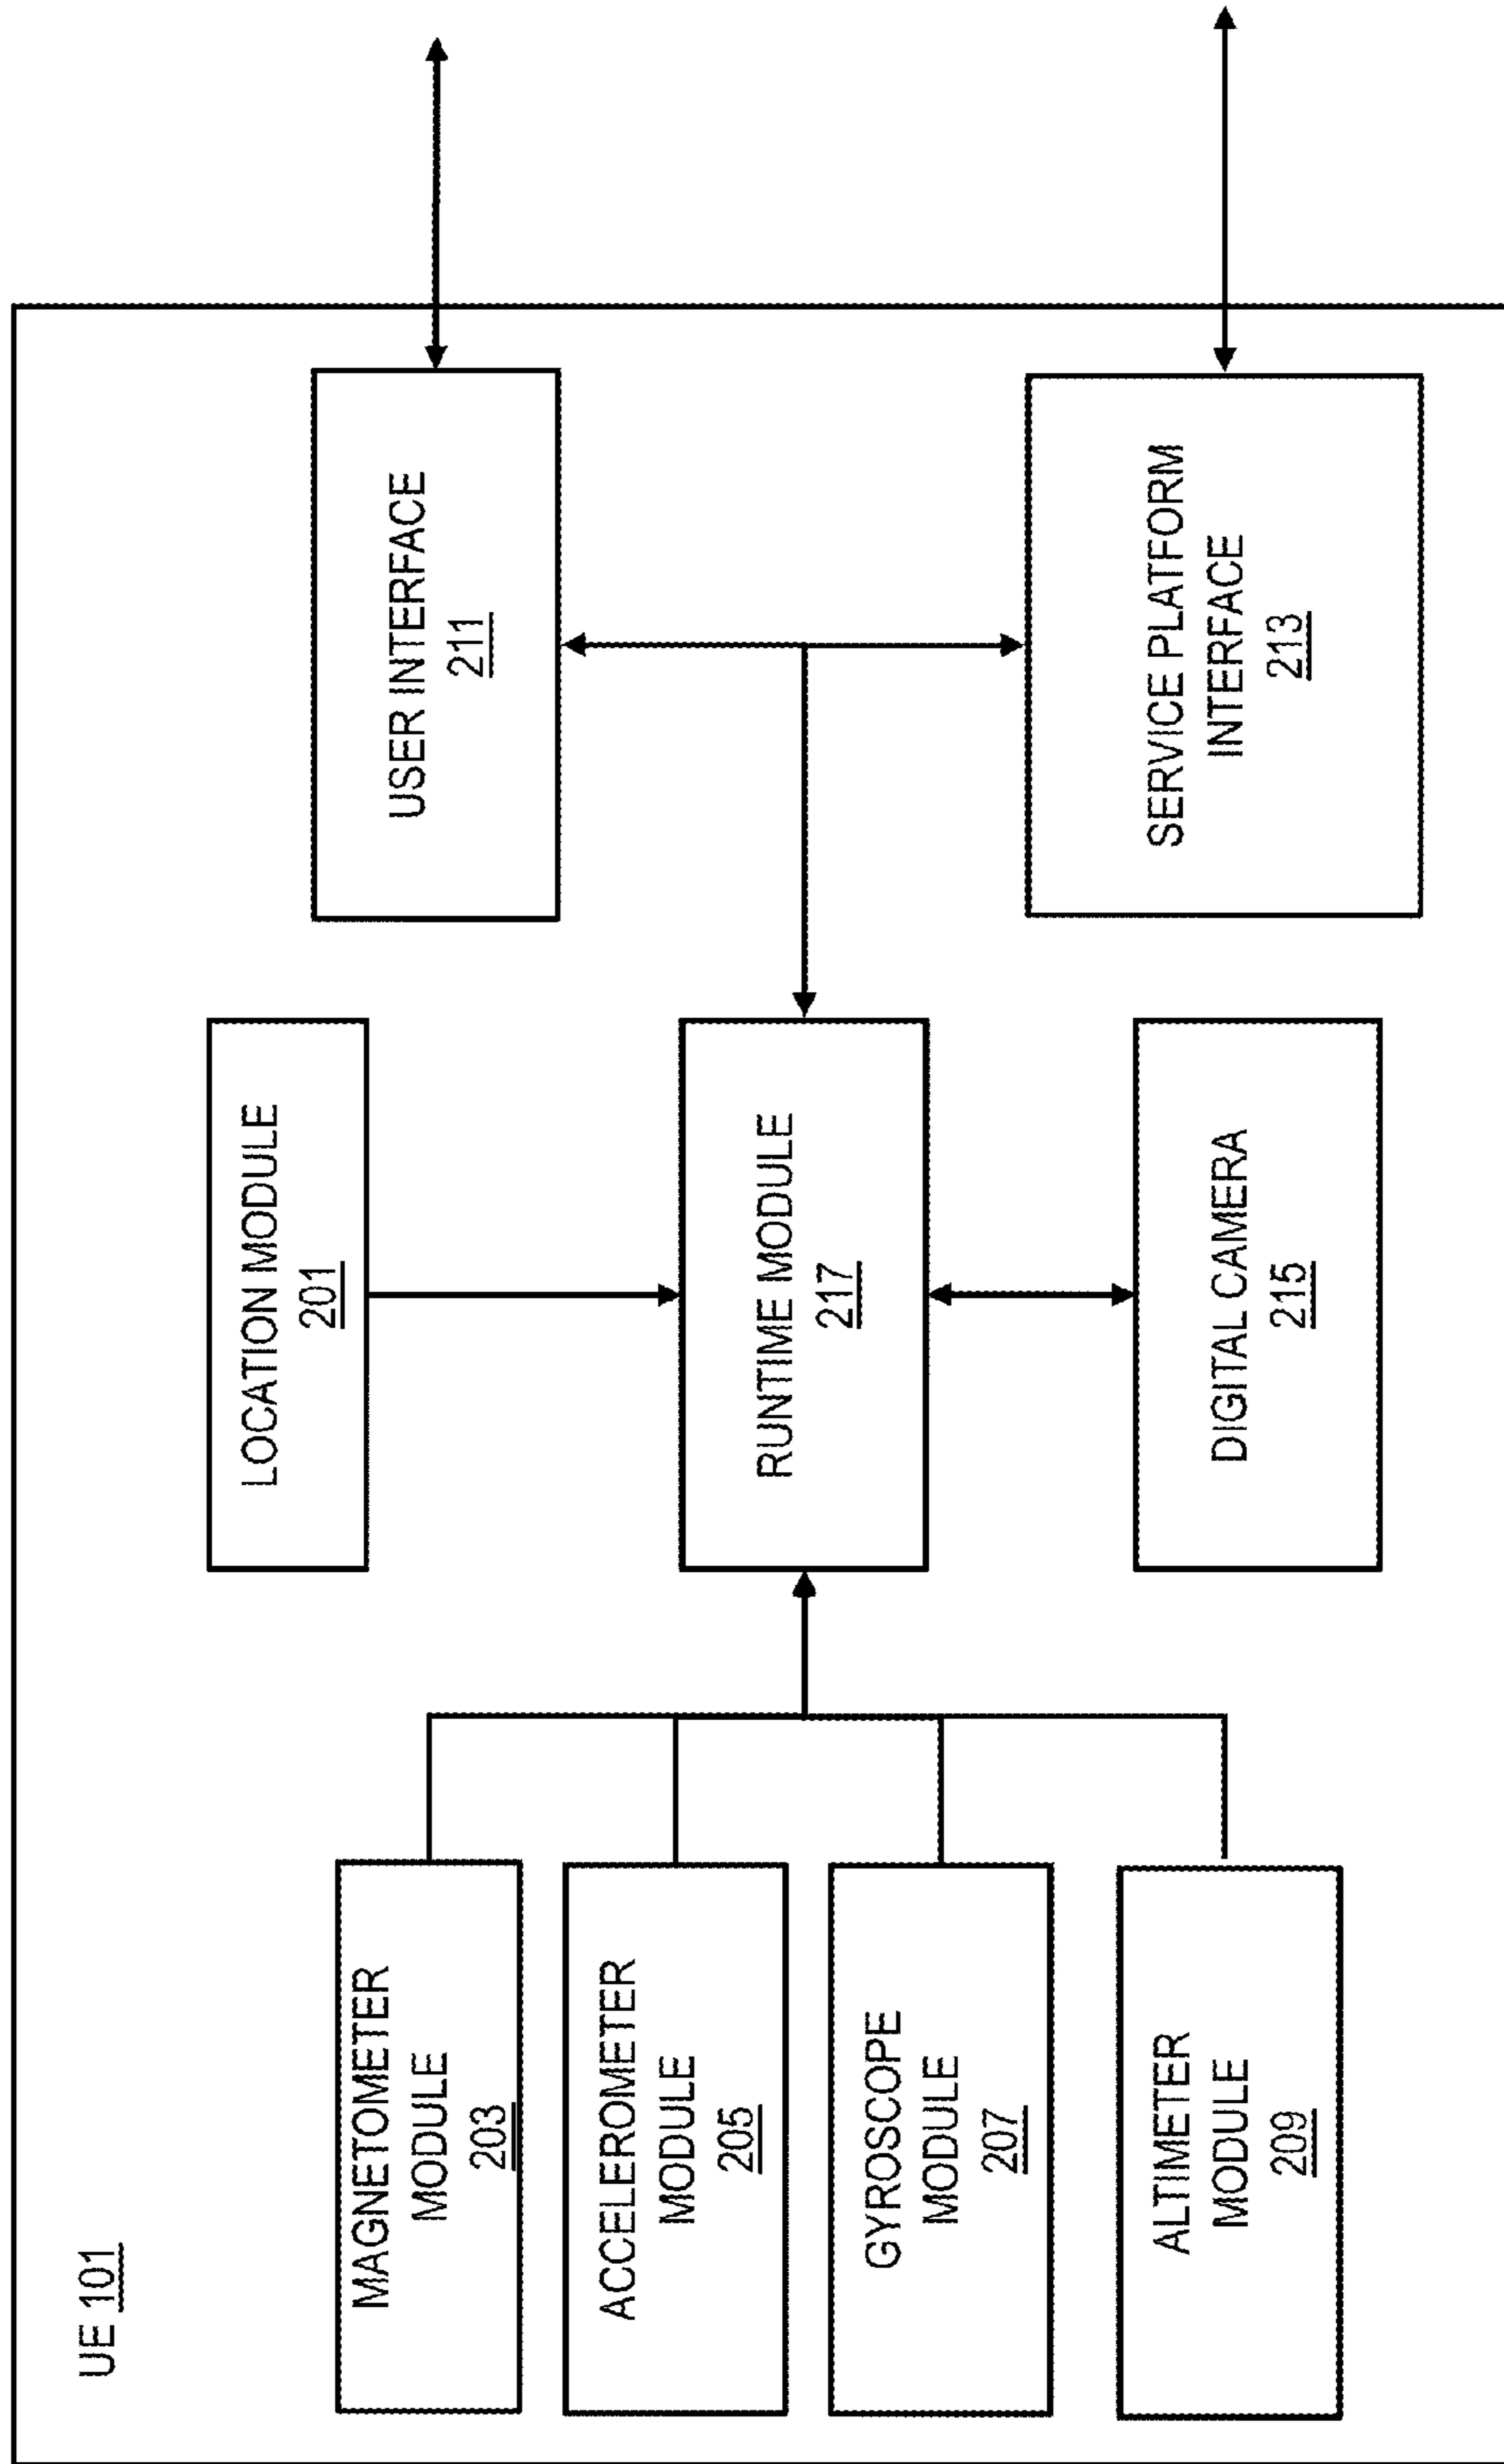 UE 101
MAGNETOMETER
MODULE
203
ACCELEROMETER
MODULE
205
GYROSCOPE
MODULE
207
ALTIMETER
MODULE
209
LOCATION MODULE
201
RUNTIME MODULE
217
DIGITAL CAMERA
215
USER INTERFACE
211
SERVICE PLATFORM
INTERFACE
213